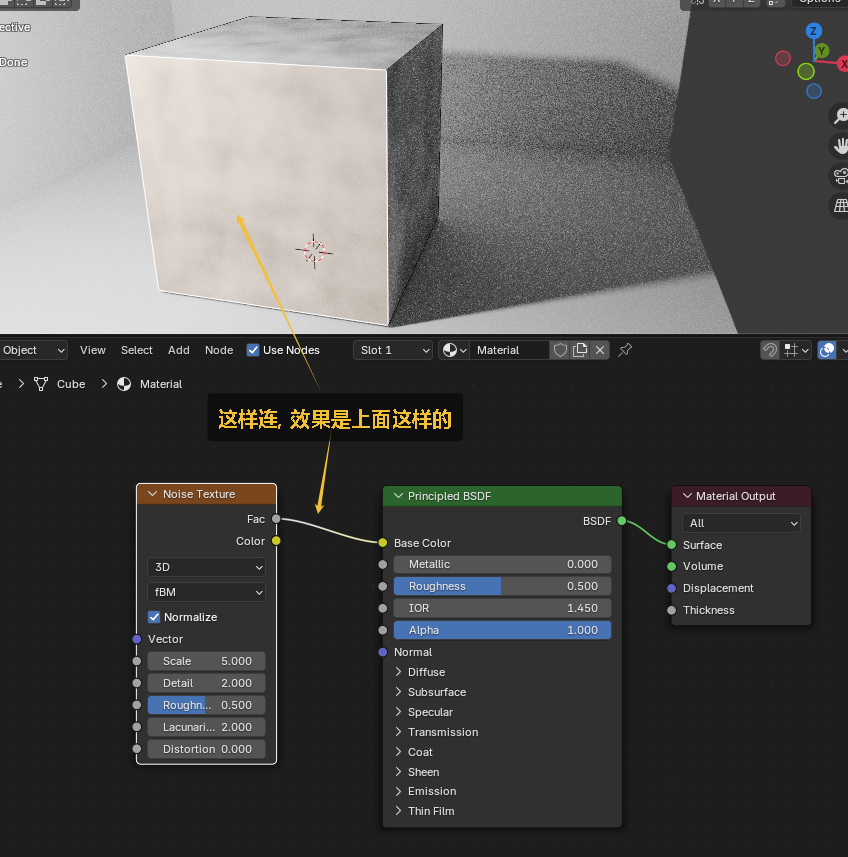 Options
X Y Z
ective
Done
Z
Y
X
Object View Select Add Node Use Nodes Slot 1 Material
Cube Material
这样连, 效果是上面这样的
Noise Texture
Fac
Color
3D
fBM
Normalize
Vector
Scale 5.000
Detail 2.000
Roughn... 0.500
Lacunari... 2.000
Distortion 0.000
Principled BSDF
BSDF
Base Color
Metallic 0.000
Roughness 0.500
IOR 1.450
Alpha 1.000
Normal
Diffuse
Subsurface
Specular
Transmission
Coat
Sheen
Emission
Thin Film
Material Output
All
Surface
Volume
Displacement
Thickness